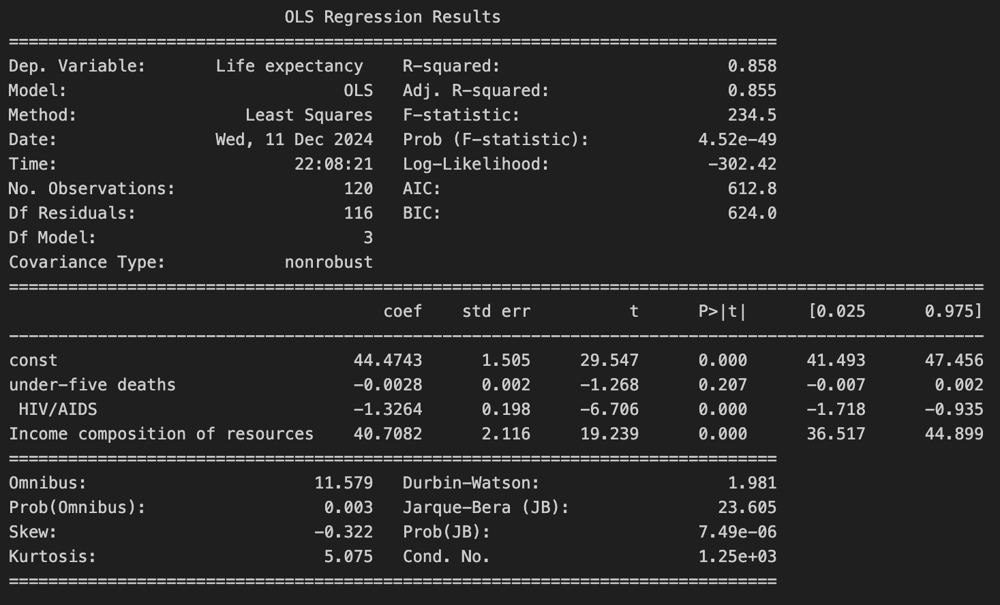 OLS Regression Results
==============================================================================
Dep. Variable:       Life expectancy    R-squared:                       0.858
Model:                            OLS   Adj. R-squared:                  0.855
Method:                 Least Squares   F-statistic:                     234.5
Date:                Wed, 11 Dec 2024   Prob (F-statistic):           4.52e-49
Time:                        22:08:21   Log-Likelihood:                -302.42
No. Observations:                 120   AIC:                             612.8
Df Residuals:                     116   BIC:                             624.0
Df Model:                           3
Covariance Type:            nonrobust
===================================================================================================
                                      coef    std err          t      P>|t|      [0.025      0.975]
---------------------------------------------------------------------------------------------------
const                              44.4743      1.505     29.547      0.000      41.493      47.456
under-five deaths                  -0.0028      0.002     -1.268      0.207      -0.007       0.002
 HIV/AIDS                          -1.3264      0.198     -6.706      0.000      -1.718      -0.935
Income composition of resources    40.7082      2.116     19.239      0.000      36.517      44.899
==============================================================================
Omnibus:                       11.579   Durbin-Watson:                   1.981
Prob(Omnibus):                  0.003   Jarque-Bera (JB):               23.605
Skew:                          -0.322   Prob(JB):                     7.49e-06
Kurtosis:                       5.075   Cond. No.                     1.25e+03
==============================================================================